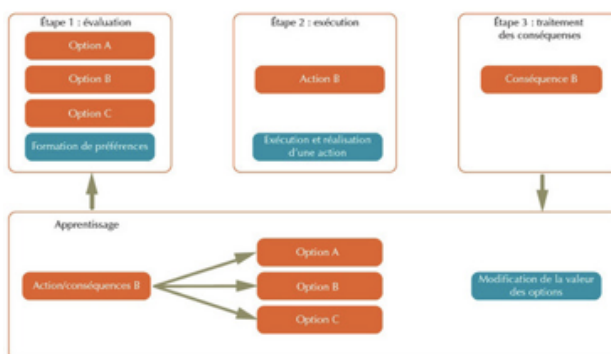 Étape 1 : évaluation
Option A
Option B
Option C
Formation de préférences
Étape 2 : exécution
Action B
Exécution et réalisation
d'une action
Étape 3 : traitement
des conséquenses
Conséquence B
Apprentissage
Action/conséquences B
Option A
Option B
Option C
Modification de la valeur
des options